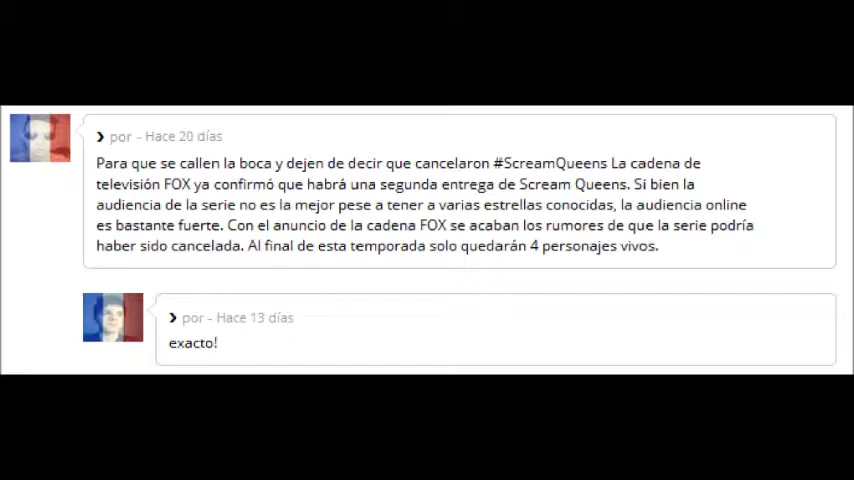 ❯ por - Hace 20 días
Para que se callen la boca y dejen de decir que cancelaron #ScreamQueens La cadena de
televisión FOX ya confirmó que habrá una segunda entrega de Scream Queens. Si bien la
audiencia de la serie no es la mejor pese a tener a varias estrellas conocidas, la audiencia online
es bastante fuerte. Con el anuncio de la cadena FOX se acaban los rumores de que la serie podría
haber sido cancelada. Al final de esta temporada solo quedarán 4 personajes vivos.
❯ por - Hace 13 días
exacto!